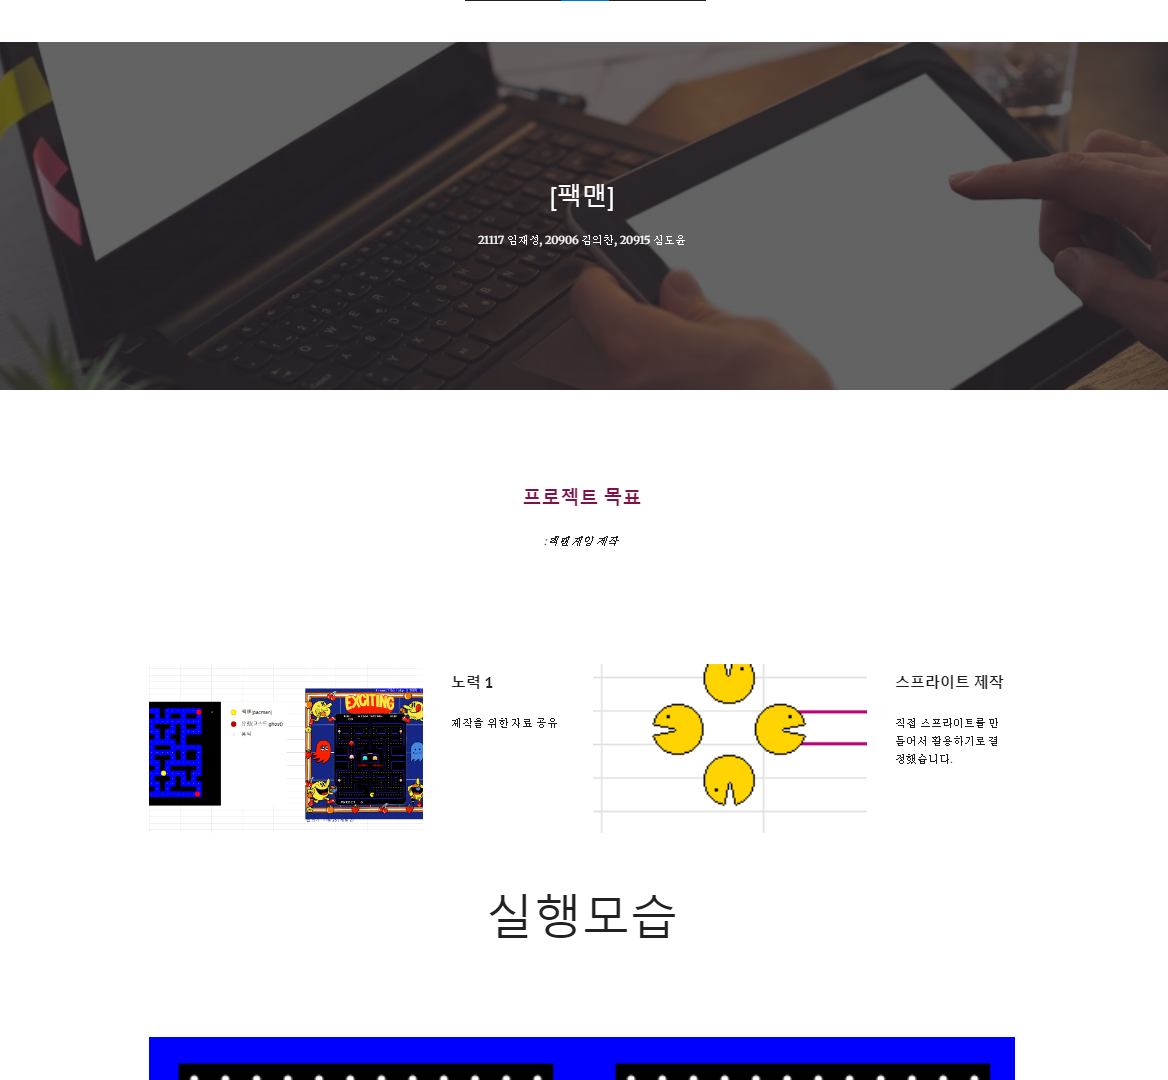 [팩맨]
21117 임재성, 20906 김의찬, 20915 심도윤
프로젝트 목표
:팩맨 게임 제작
노력 1
제작을 위한 자료 공유
팩맨(pacman)
유령(고스트:ghost)
EXCITING
스프라이트 제작
직접 스프라이트를 만
들어서 활용하기로 결
정했습니다.
실행모습